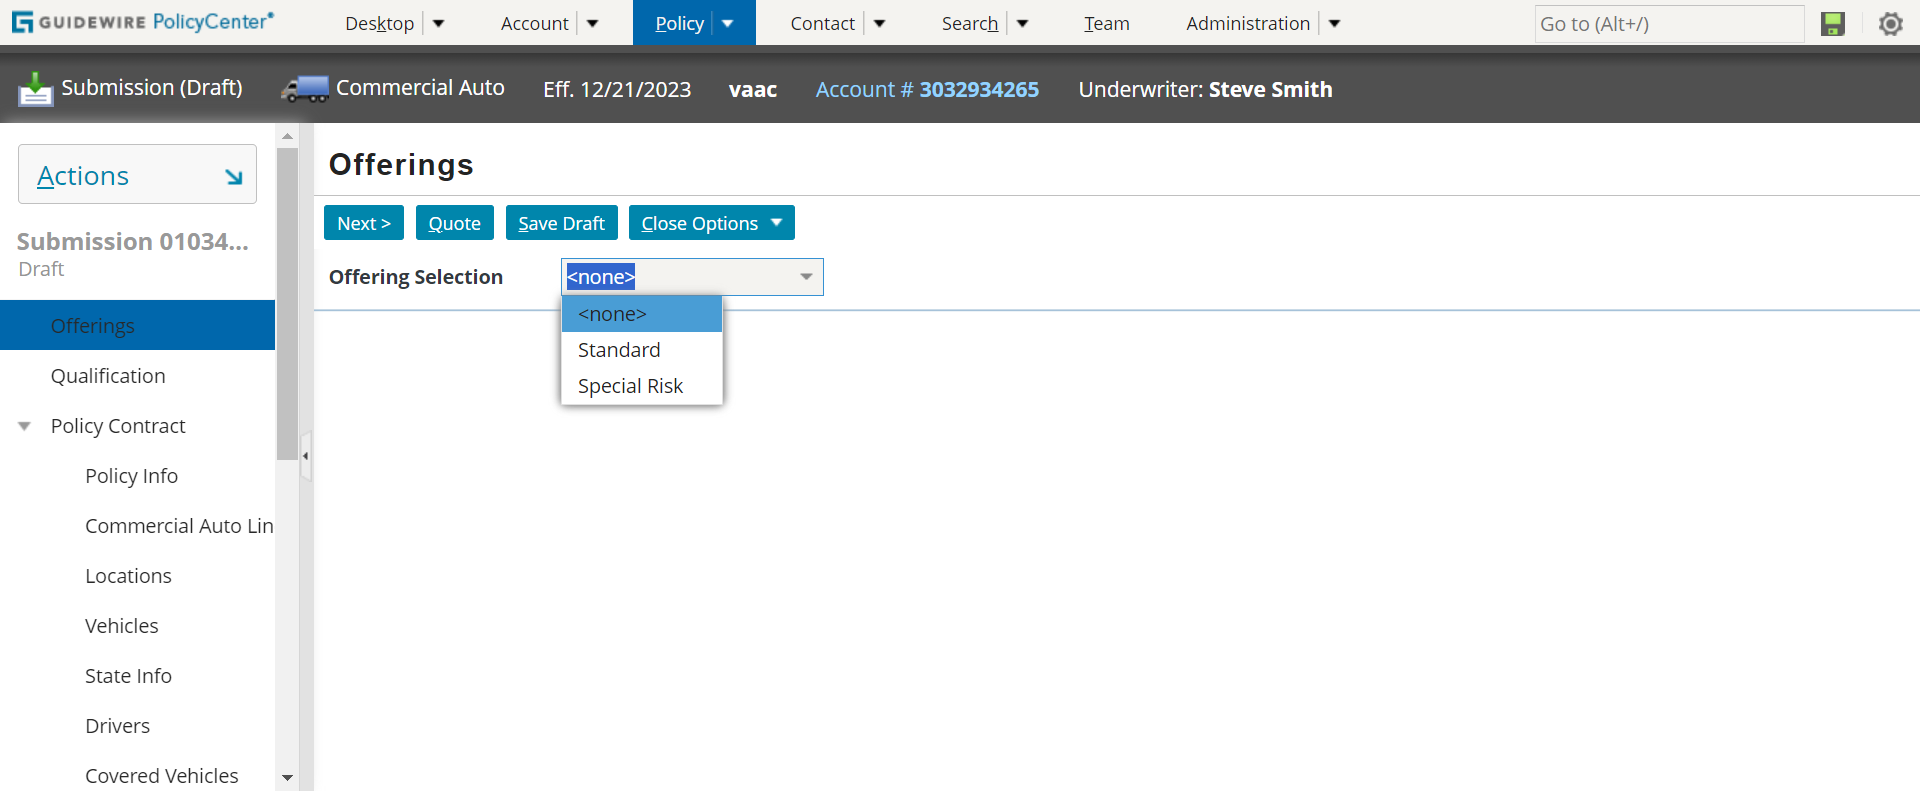 GUIDEWIRE PolicyCenter®
Desktop
Account
Policy
Contact
Search
Team
Administration
Go to (Alt+/)
Submission (Draft)
Commercial Auto
Eff. 12/21/2023
vaac
Account # 3032934265
Underwriter: Steve Smith
Actions
Submission 01034...
Draft
Offerings
Qualification
Policy Contract
Policy Info
Commercial Auto Lin
Locations
Vehicles
State Info
Drivers
Covered Vehicles
Offerings
Next >
Quote
Save Draft
Close Options
Offering Selection
<none>
<none>
Standard
Special Risk